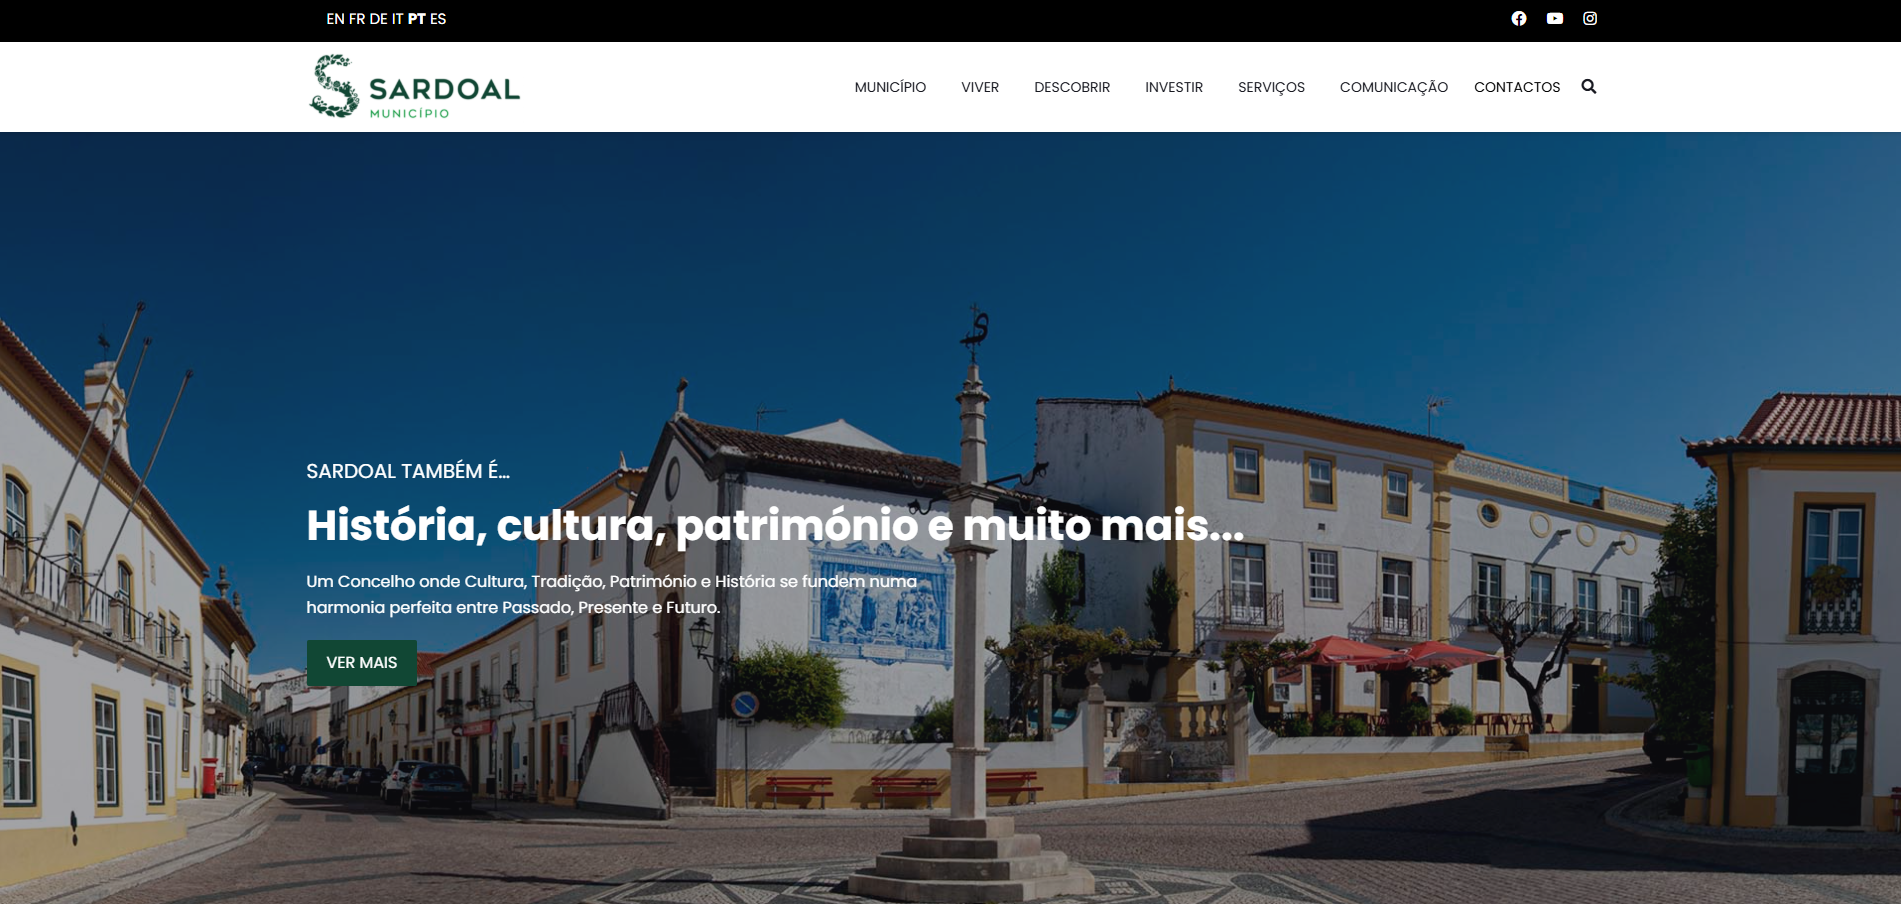 EN FR DE IT PT ES
SARDOAL
MUNICÍPIO
MUNICÍPIO VIVER DESCOBRIR INVESTIR SERVIÇOS COMUNICAÇÃO CONTACTOS
SARDOAL TAMBÉM É...
História, cultura, património e muito mais...
Um Concelho onde Cultura, Tradição, Património e História se fundem numa
harmonia perfeita entre Passado, Presente e Futuro.
VER MAIS